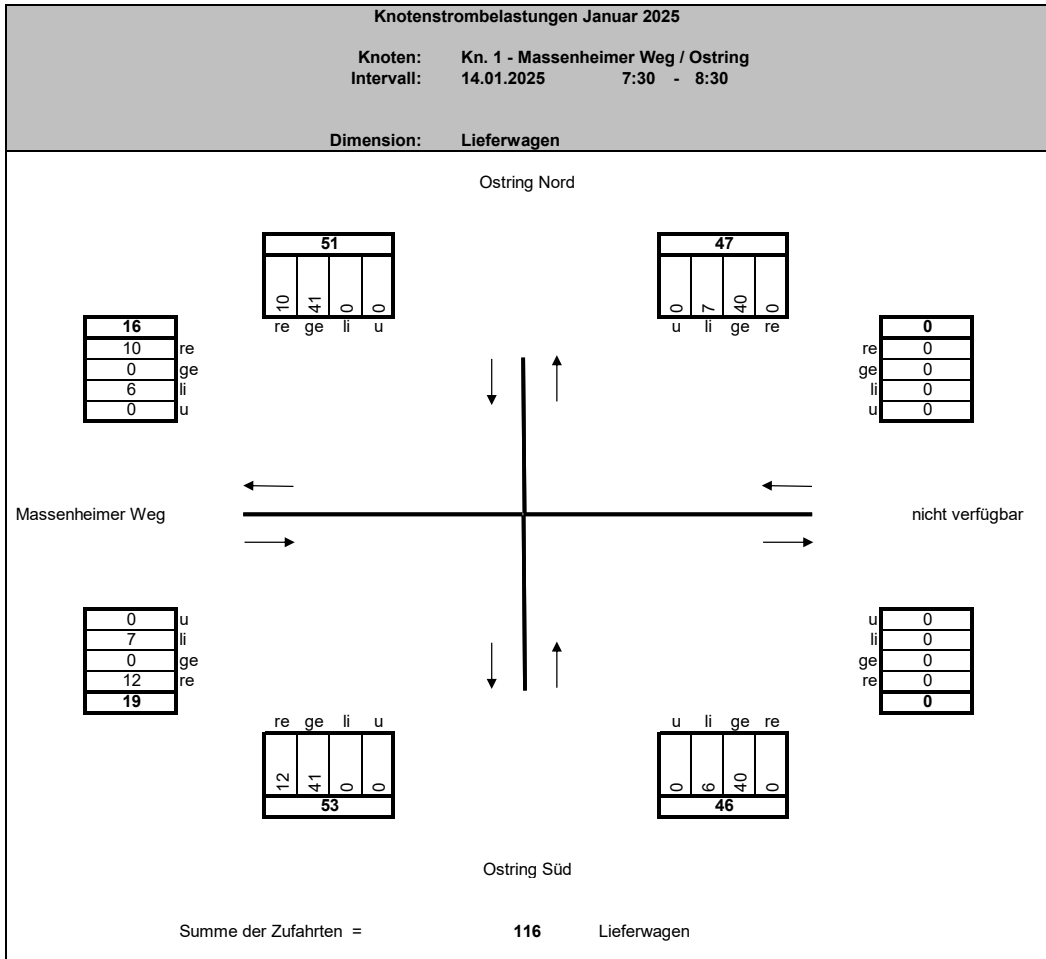 Knotenstrombelastungen Januar 2025
Knoten: Kn. 1 - Massenheimer Weg / Ostring
Intervall: 14.01.2025 7:30 - 8:30
Dimension: Lieferwagen
Ostring Nord
51 47
10 41 0 0 0 7 40 0
re ge li u u li ge re
16 0
10 re re 0
0 ge ge 0
6 li li 0
0 u u 0
Massenheimer Weg nicht verfügbar
0 u u 0
7 li li 0
0 ge ge 0
12 re re 0
19 0
re ge li u u li ge re
12 41 0 0 0 6 40 0
53 46
Ostring Süd
Summe der Zufahrten = 116 Lieferwagen